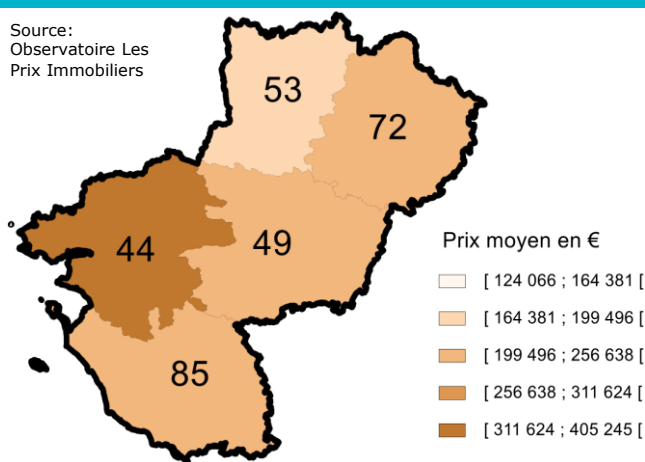 Source:
Observatoire Les
Prix Immobiliers
53
72
44
49
85
Prix moyen en €
[ 124 066 ; 164 381 [
[ 164 381 ; 199 496 [
[ 199 496 ; 256 638 [
[ 256 638 ; 311 624 [
[ 311 624 ; 405 245 [